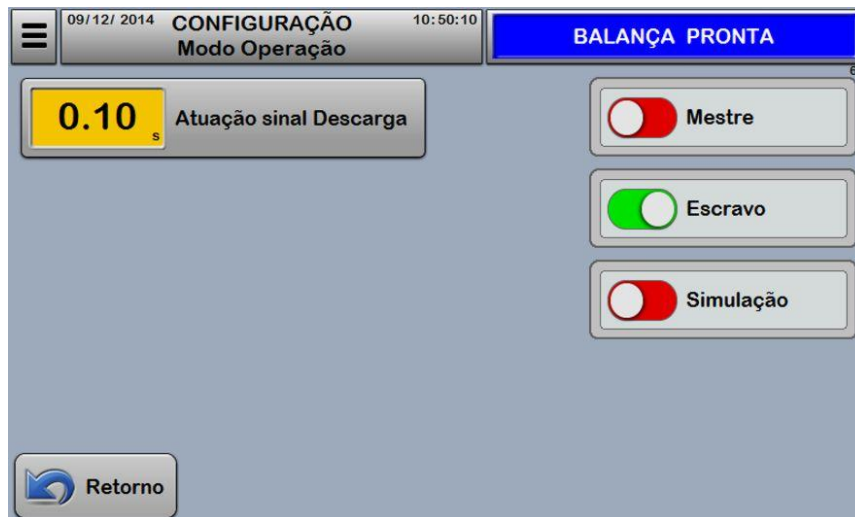 09/12/ 2014 CONFIGURAÇÃO 10:50:10
Modo Operação
BALANÇA PRONTA
6
0.10 s Atuação sinal Descarga
Mestre
Escravo
Simulação
Retorno